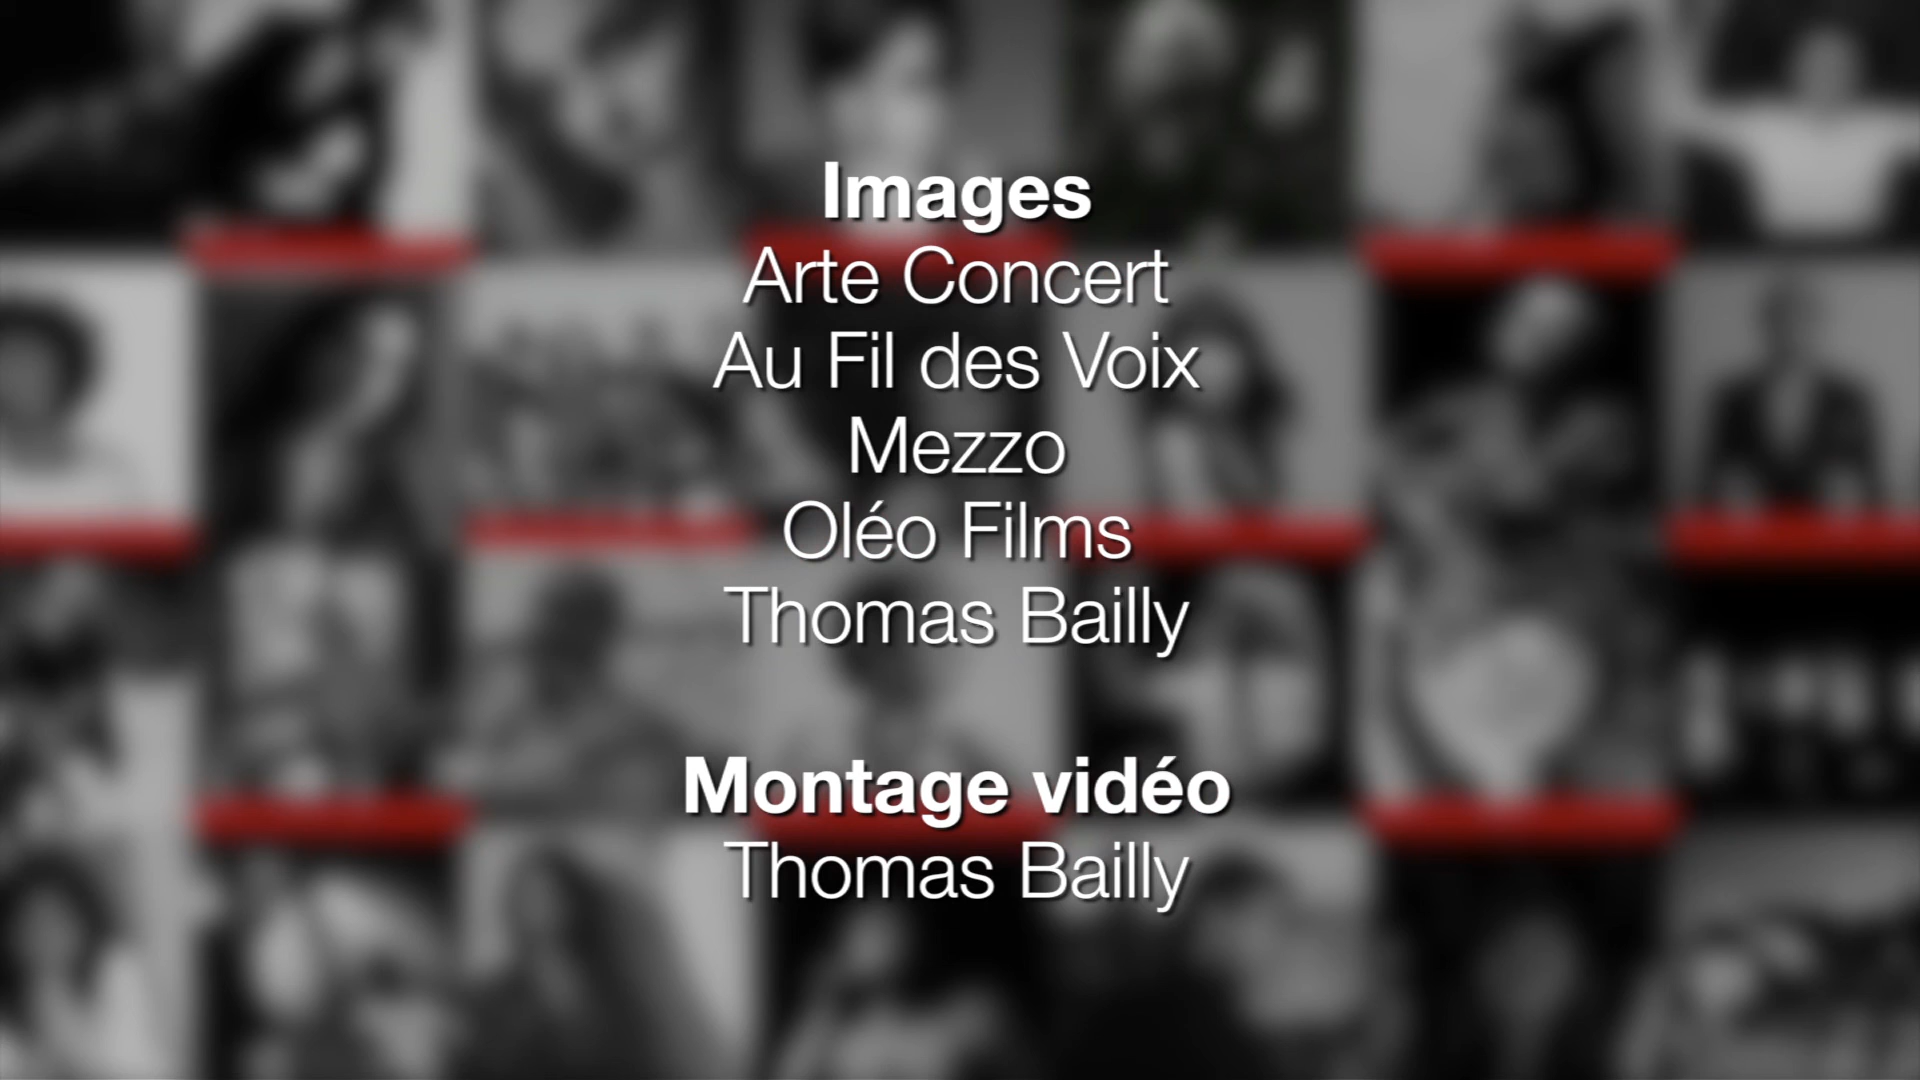 Images
Arte Concert
Au Fil des Voix
Mezzo
Oléo Films
Thomas Bailly
Montage vidéo
Thomas Bailly